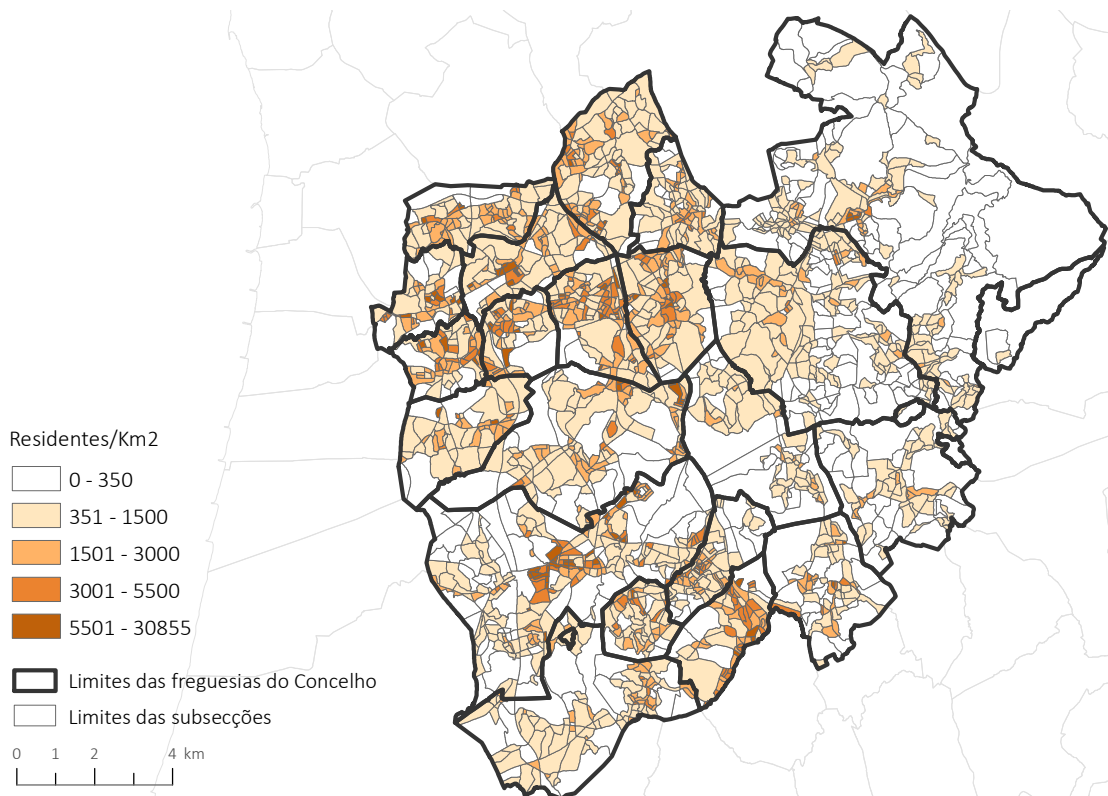 Residentes/Km2
0 - 350
351 - 1500
1501 - 3000
3001 - 5500
5501 - 30855
Limites das freguesias do Concelho
Limites das subsecções
0 1 2 4 km